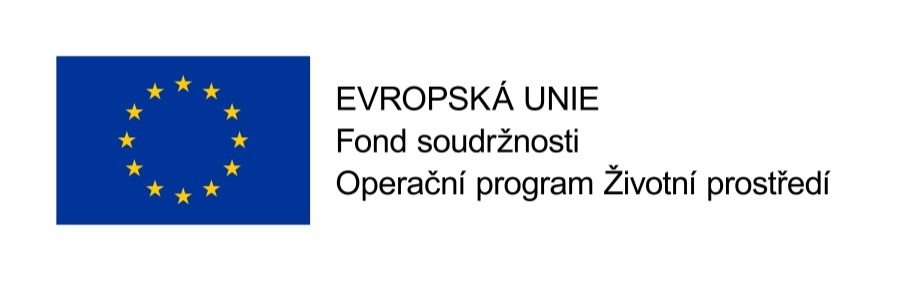 EVROPSKÁ UNIE
Fond soudržnosti
Operační program Životní prostředí